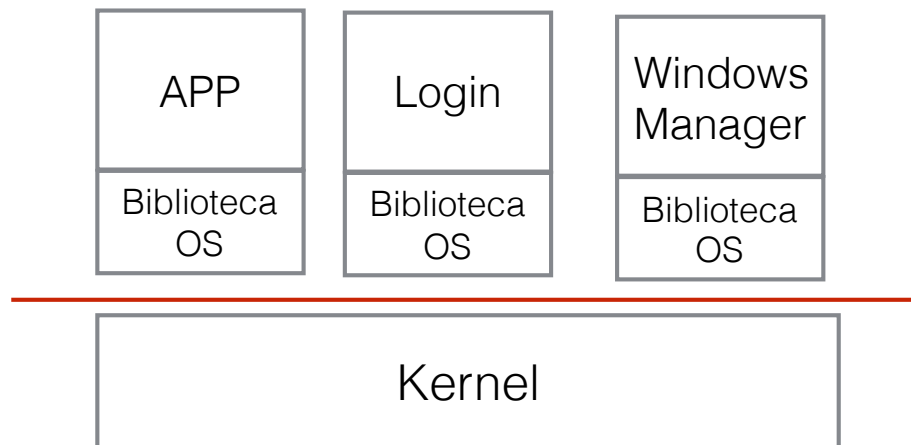 APP
Biblioteca
OS
Login
Biblioteca
OS
Windows
Manager
Biblioteca
OS
Kernel